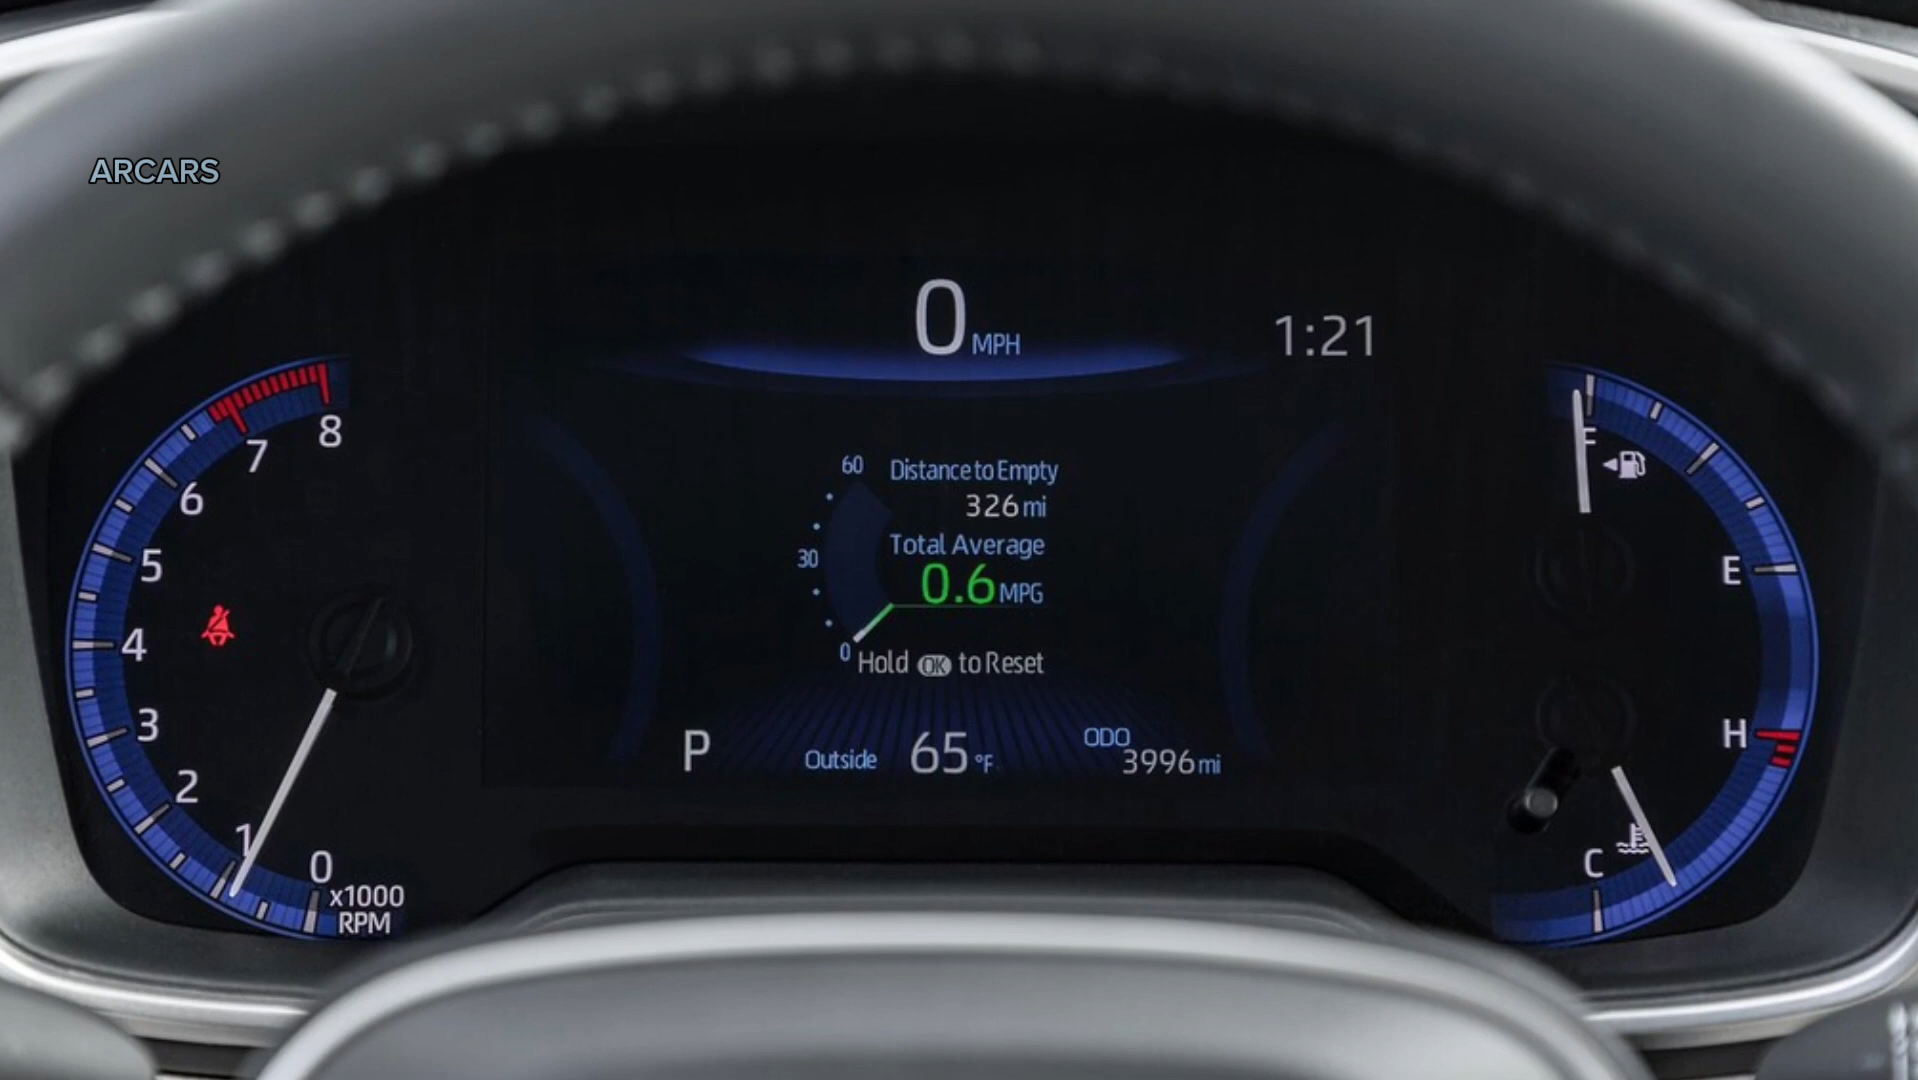 ARCARS
0 MPH
1:21
8
7
6
5
4
3
2
1
0
x1000
RPM
60
Distance to Empty
326 mi
Total Average
30
0.6 MPG
0
Hold OK to Reset
P
Outside 65 °F
ODO
3996 mi
F
E
H
C